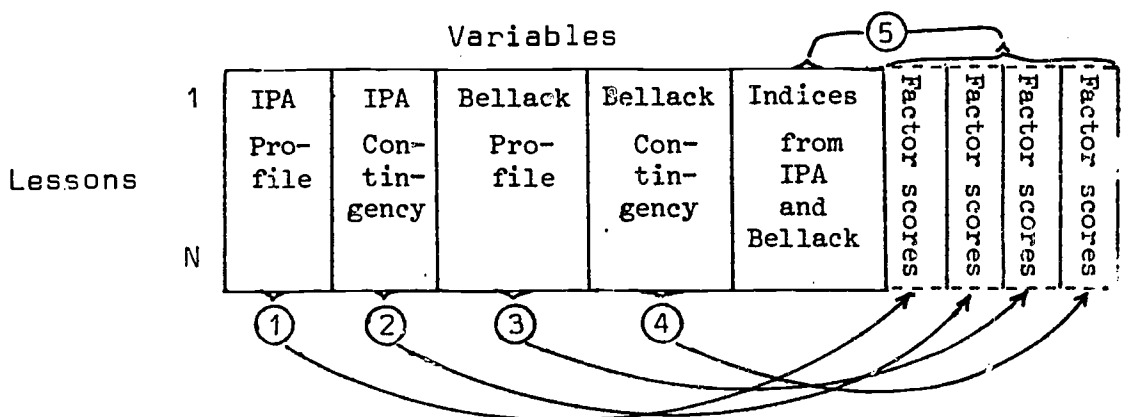 Variables
5
1
IPA
Pro-
file
IPA
Con-
tin-
gency
Bellack
Pro-
file
Bellack
Con-
tin-
gency
Indices
from
IPA
and
Bellack
Factor scores
Factor scores
Factor scores
Factor scores
Lessons
N
1
2
3
4